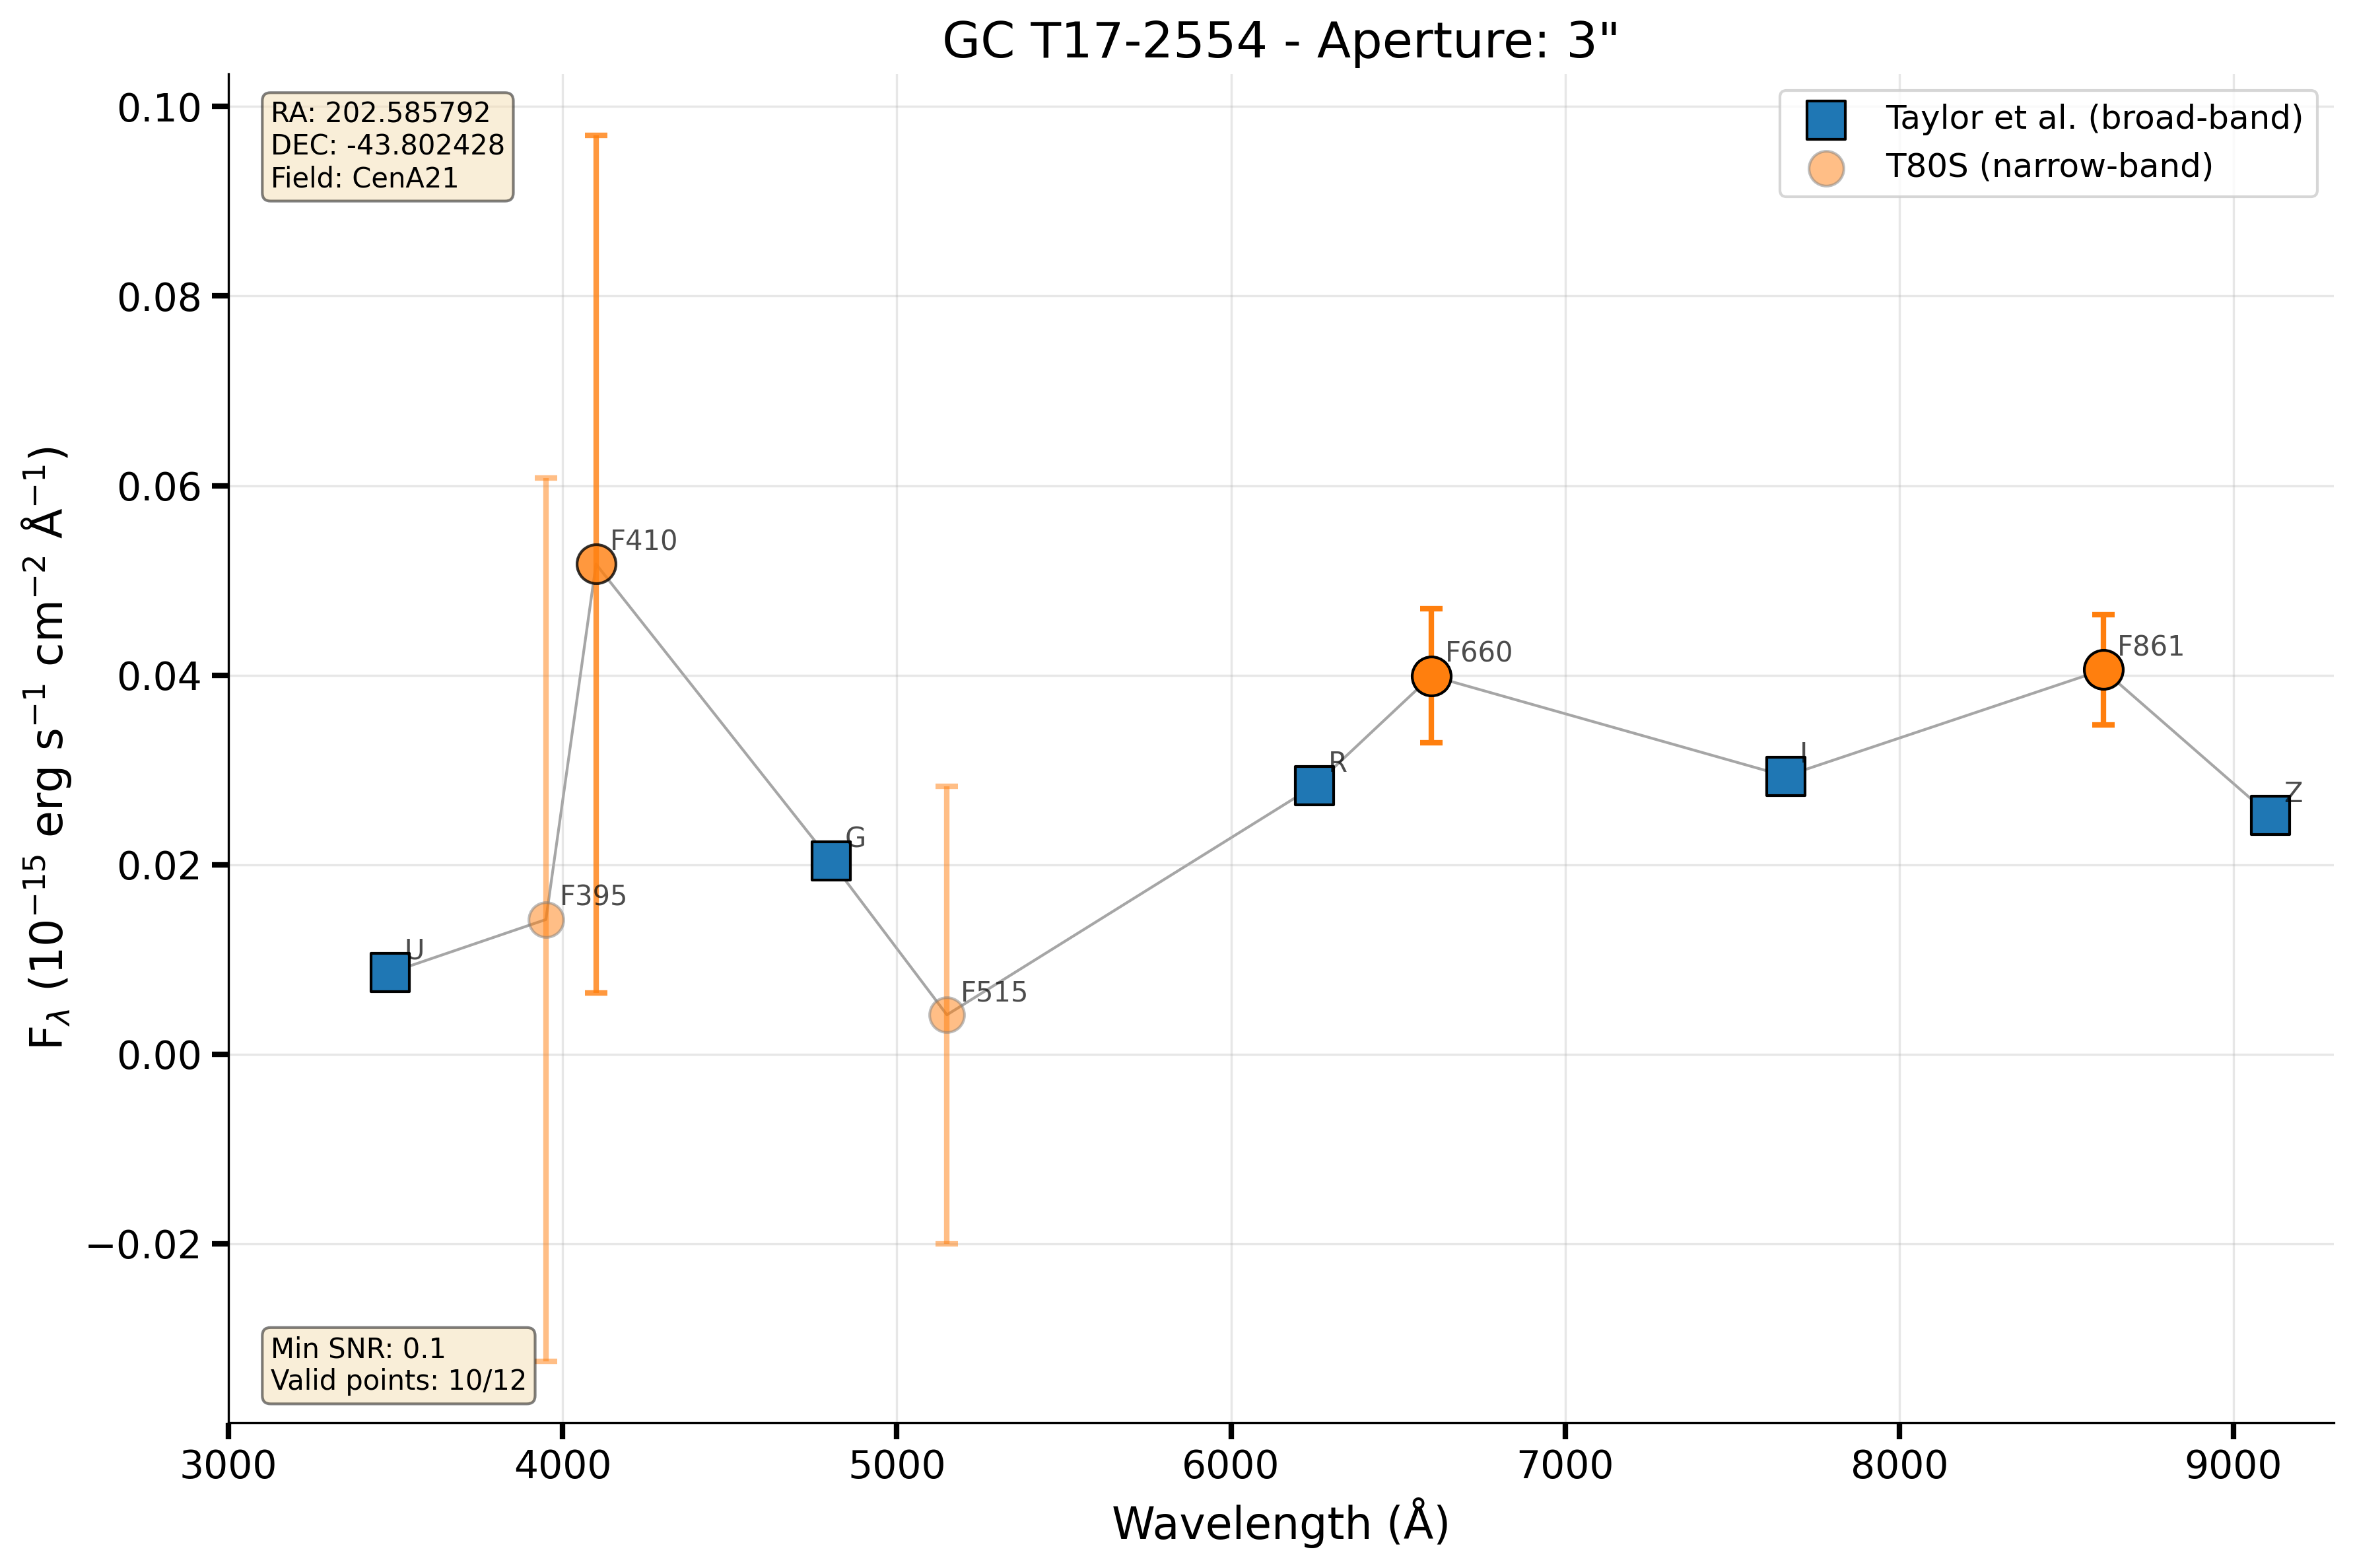 GC T17-2554 - Aperture: 3"
RA: 202.585792
DEC: -43.802428
Field: CenA21
Taylor et al. (broad-band)
T80S (narrow-band)
0.10
0.08
0.06
0.04
0.02
0.00
−0.02
F_λ (10⁻¹⁵ erg s⁻¹ cm⁻² Å⁻¹)
U
F395
F410
G
F515
R
F660
I
F861
Z
Min SNR: 0.1
Valid points: 10/12
3000 4000 5000 6000 7000 8000 9000
Wavelength (Å)